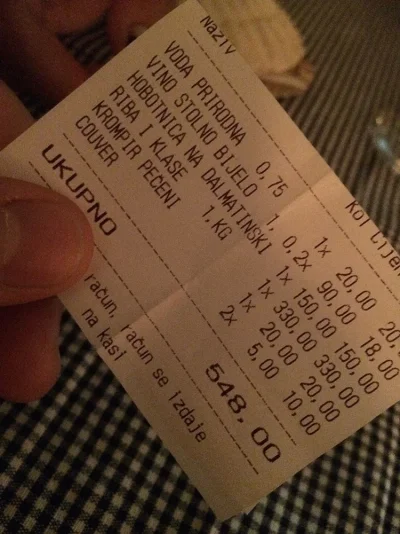 Naziv Kol Cijen
VODA PRIRODNA 0,75 1x 20,00 20,
VINO STOLNO BIJELO 1, 0,2x 90,00 18,00
HOBOTNICA NA DALMATINSKI 1x 150,00 150,00
RIBA I KLASE 1.KG 1x 330,00 330,00
KROMPIR PEČENI 1x 20,00 20,00
COUVER 2x 5,00 10,00
UKUPNO 548,00
račun, račun se izdaje
na kasi